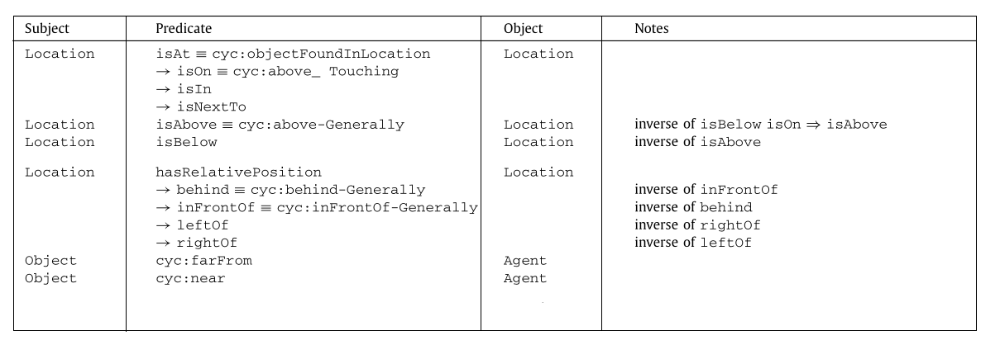 Subject Predicate Object Notes
Location isAt ≡ cyc:objectFoundInLocation Location
→ isOn ≡ cyc:above_ Touching
→ isIn
→ isNextTo
Location isAbove ≡ cyc:above-Generally Location inverse of isBelow isOn ⇒ isAbove
Location isBelow Location inverse of isAbove
Location hasRelativePosition Location
→ behind ≡ cyc:behind-Generally inverse of inFrontOf
→ inFrontOf ≡ cyc:inFrontOf-Generally inverse of behind
→ leftOf inverse of rightOf
→ rightOf inverse of leftOf
Object cyc:farFrom Agent
Object cyc:near Agent